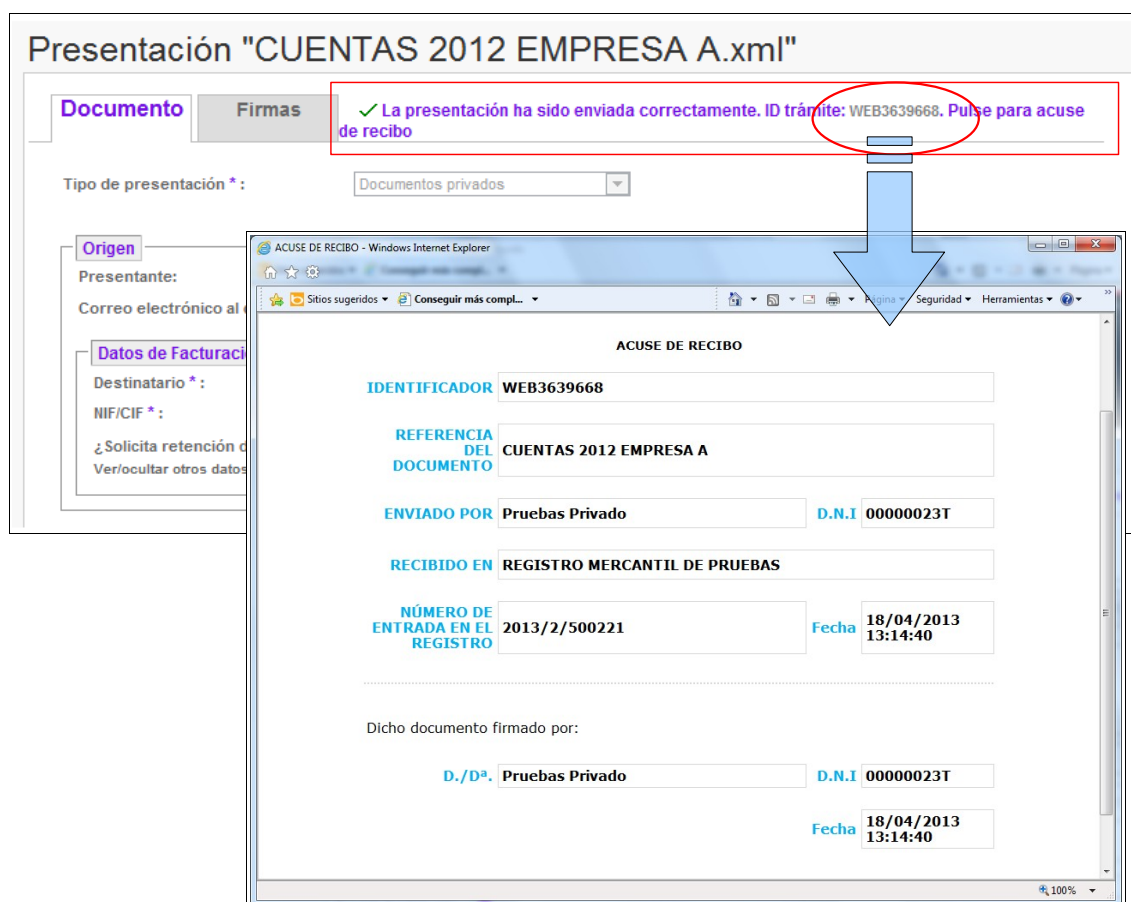 Presentación "CUENTAS 2012 EMPRESA A.xml"
Documento
Firmas
La presentación ha sido enviada correctamente. ID trámite: WEB3639668. Pulse para acuse
de recibo
Tipo de presentación * :
Documentos privados
Origen
Presentante:
Correo electrónico al
Datos de Facturaci
Destinatario * :
NIF/CIF * :
¿Solicita retención d
Ver/ocultar otros datos
ACUSE DE RECIBO - Windows Internet Explorer
Sitios sugeridos
Conseguir más compl...
Página
Seguridad
Herramientas
ACUSE DE RECIBO
IDENTIFICADOR WEB3639668
REFERENCIA
DEL
DOCUMENTO
CUENTAS 2012 EMPRESA A
ENVIADO POR Pruebas Privado D.N.I 00000023T
RECIBIDO EN REGISTRO MERCANTIL DE PRUEBAS
NÚMERO DE
ENTRADA EN EL
REGISTRO
2013/2/500221
Fecha
18/04/2013
13:14:40
Dicho documento firmado por:
D./Dª. Pruebas Privado D.N.I 00000023T
Fecha
18/04/2013
13:14:40
100%